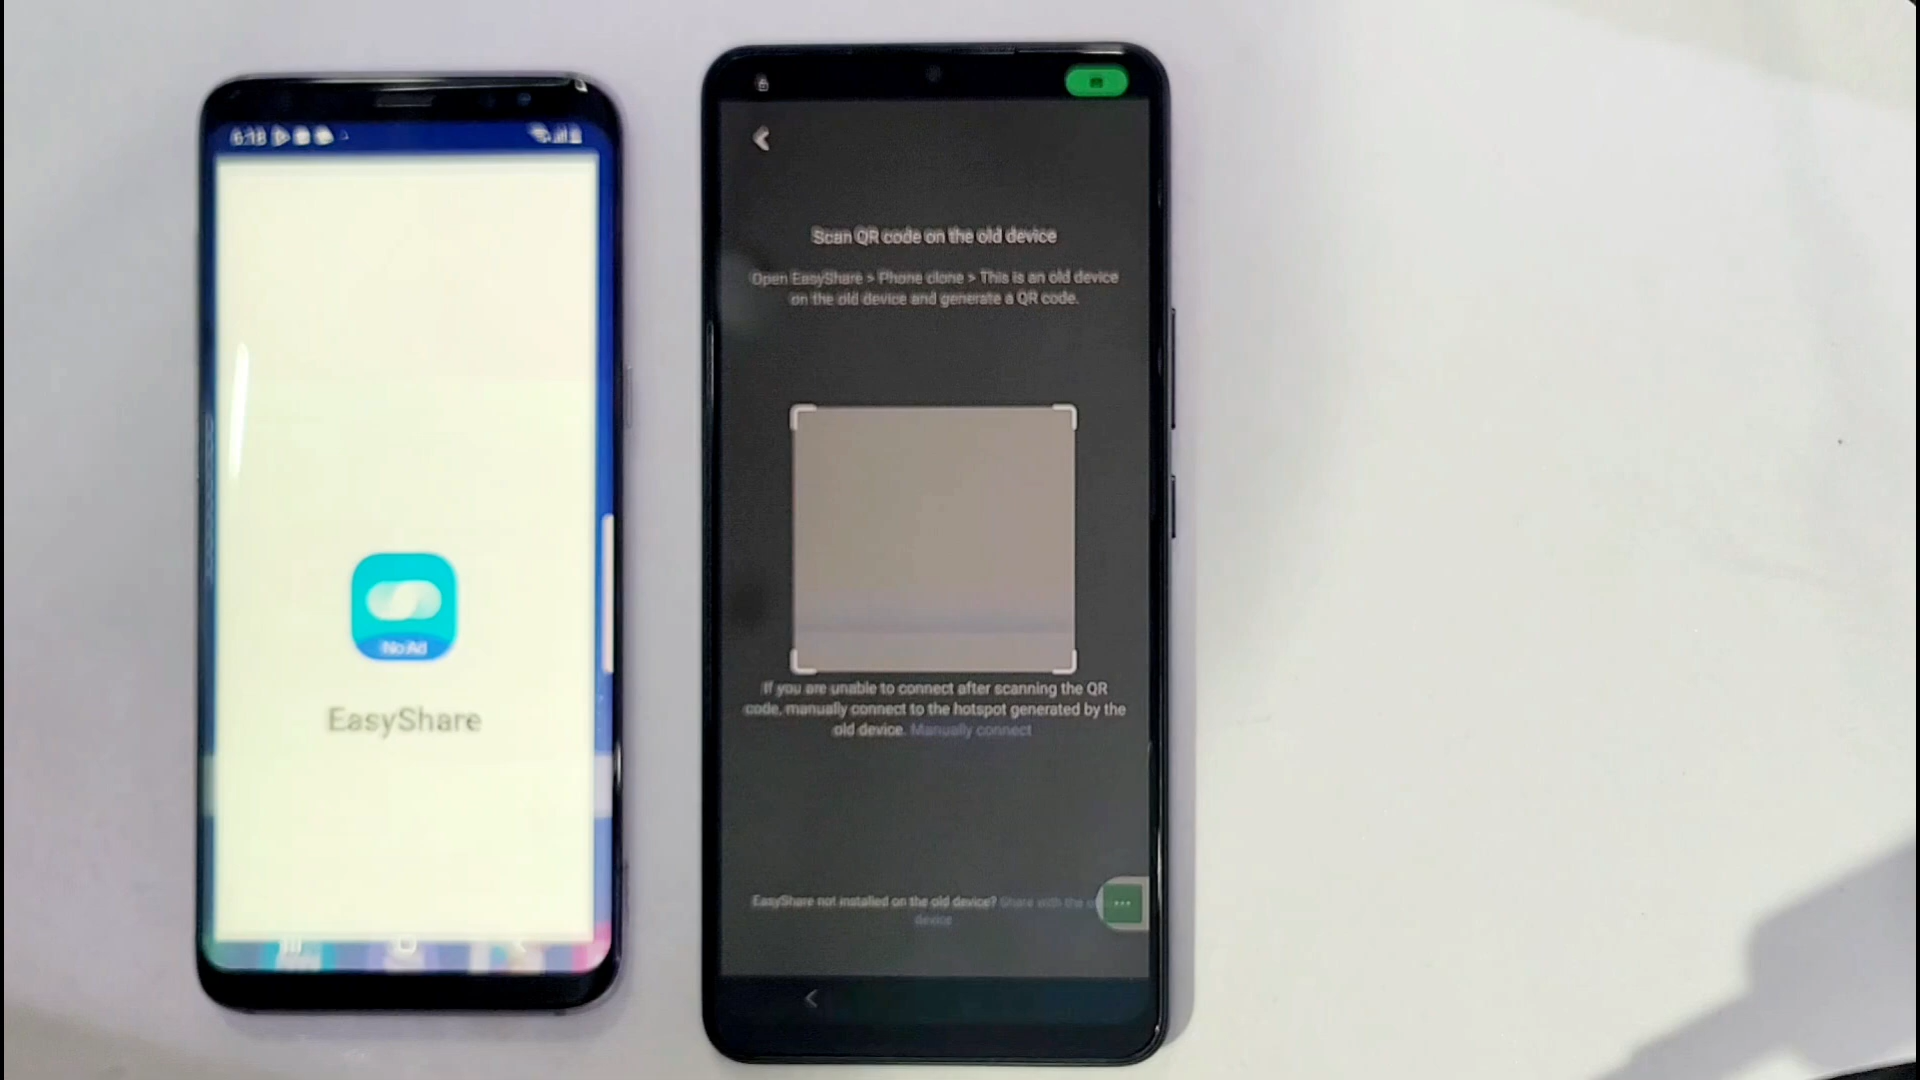 6:18
No Ad
EasyShare
Scan QR code on the old device
Open EasyShare > Phone clone > This is an old device
on the old device and generate a QR code.
If you are unable to connect after scanning the QR
code, manually connect to the hotspot generated by the
old device. Manually connect
EasyShare not installed on the old device? Share with the
device